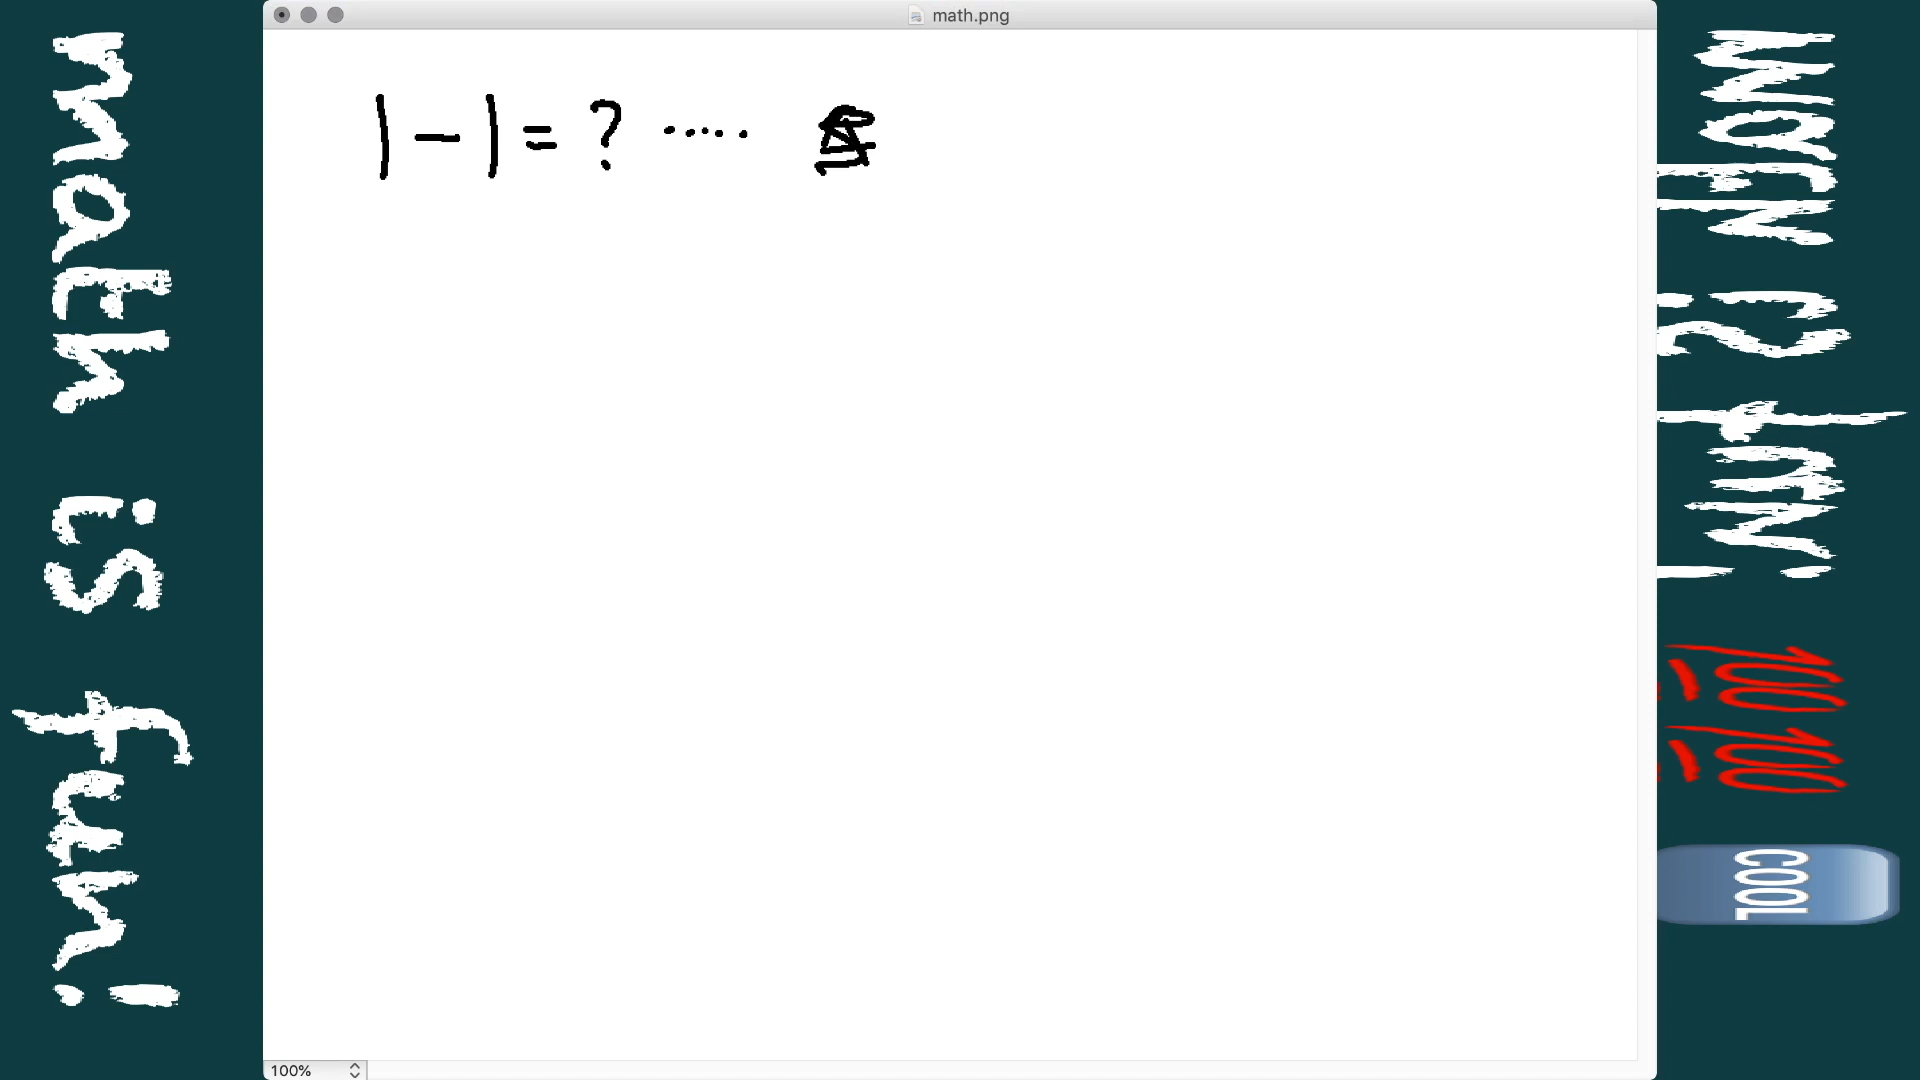 math.png
1 - 1 = ? .....
100%
math is fun!
math is fun!
100
100
COOL